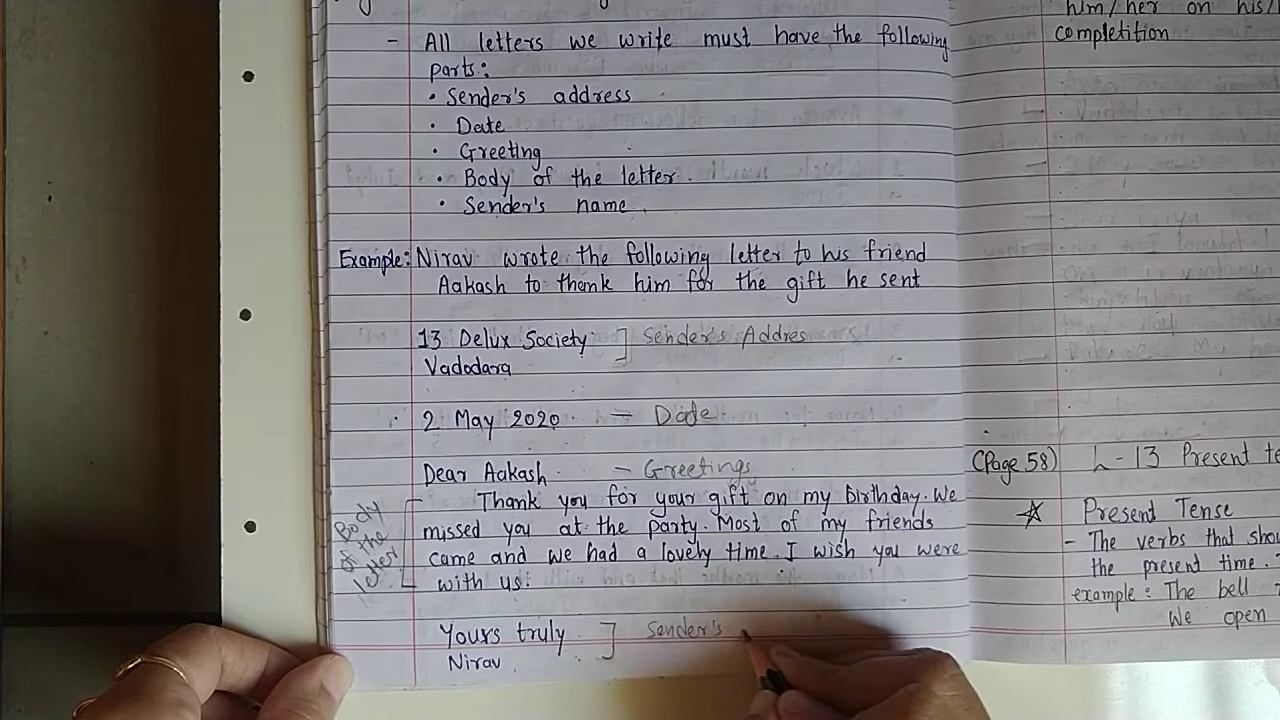 - All letters we write must have the following
parts:
• Sender's address
• Date
• Greeting
• Body of the letter.
• Sender's name
Example: Nirav wrote the following letter to his friend
Aakash to thank him for the gift he sent
13 Delux Society ] Sender's Addres
Vadodara
2 May 2020 = Date
Dear Aakash - Greetings
Thank you for your gift on my birthday. We
missed you at the party. Most of my friends
came and we had a lovely time. I wish you were
with us.
Body
of the
letter
Yours truly ] Sender's
Nirav
him/her on his/
competition
(Page 58) L-13 Present te
☆ Present Tense
- The verbs that sho
the present time.
example: The bell
We open